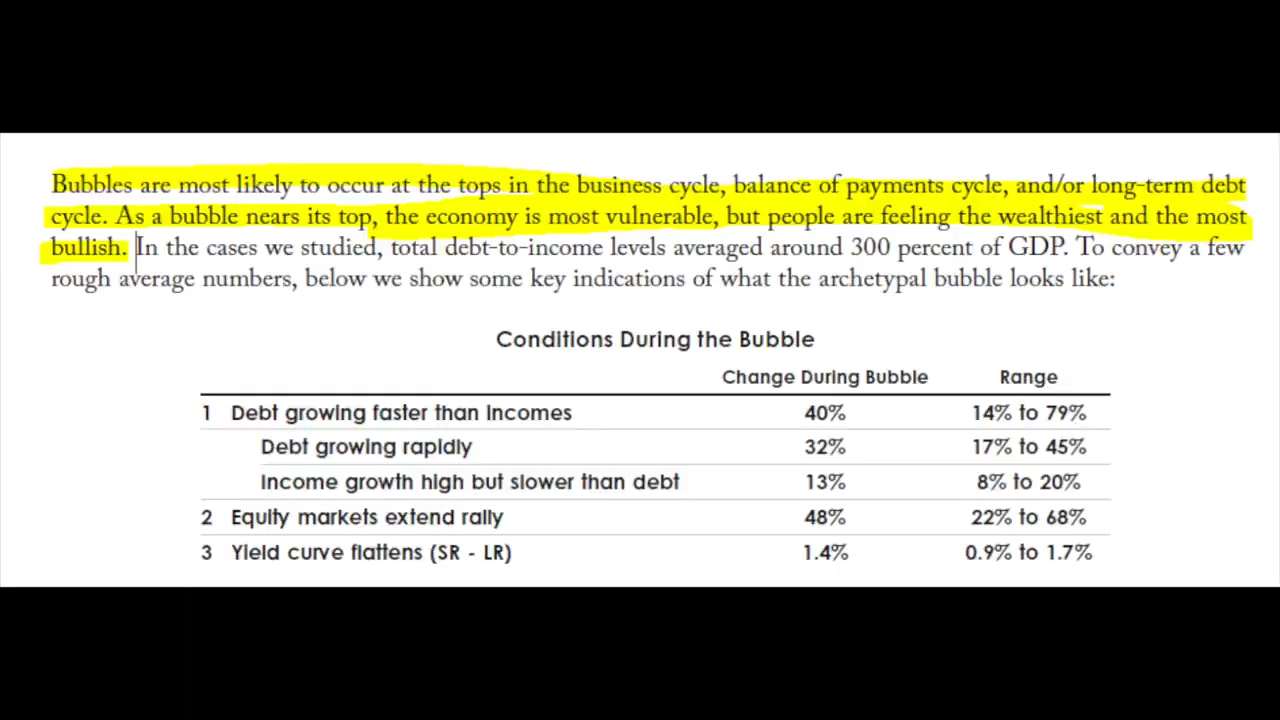 Bubbles are most likely to occur at the tops in the business cycle, balance of payments cycle, and/or long-term debt
cycle. As a bubble nears its top, the economy is most vulnerable, but people are feeling the wealthiest and the most
bullish. In the cases we studied, total debt-to-income levels averaged around 300 percent of GDP. To convey a few
rough average numbers, below we show some key indications of what the archetypal bubble looks like:
Conditions During the Bubble
Change During Bubble Range
1 Debt growing faster than incomes 40% 14% to 79%
Debt growing rapidly 32% 17% to 45%
Income growth high but slower than debt 13% 8% to 20%
2 Equity markets extend rally 48% 22% to 68%
3 Yield curve flattens (SR - LR) 1.4% 0.9% to 1.7%